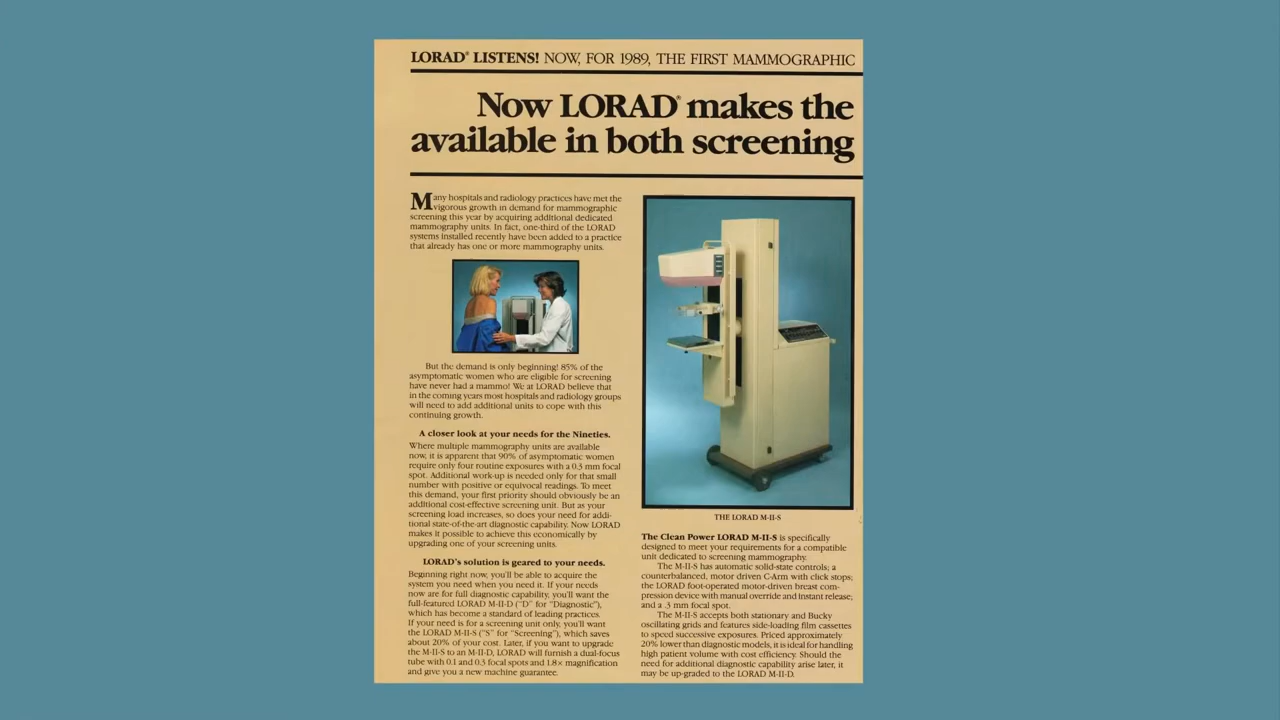 LORAD® LISTENS! NOW, FOR 1989, THE FIRST MAMMOGRAPHIC
Now LORAD® makes the
available in both screening
Many hospitals and radiology practices have met the
vigorous growth in demand for mammographic
screening this year by acquiring additional dedicated
mammography units. In fact, one-third of the LORAD
systems installed recently have been added to a practice
that already has one or more mammography units.
But the demand is only beginning! 85% of the
asymptomatic women who are eligible for screening
have never had a mammo! We at LORAD believe that
in the coming years most hospitals and radiology groups
will need to add additional units to cope with this
continuing growth.
A closer look at your needs for the Nineties.
Where multiple mammography units are available
now, it is apparent that 90% of asymptomatic women
require only four routine exposures with a 0.3 mm focal
spot. Additional work-up is needed only for that small
number with positive or equivocal readings. To meet
this demand, your first priority should obviously be an
additional cost-effective screening unit. But as your
screening load increases, so does your need for addi-
tional state-of-the-art diagnostic capability. Now LORAD
makes it possible to achieve this economically by
upgrading one of your screening units.
LORAD's solution is geared to your needs.
Beginning right now, you'll be able to acquire the
system you need when you need it. If your needs
now are for full diagnostic capability, you'll want the
full-featured LORAD M-II-D ("D" for "Diagnostic"),
which has become a standard of leading practices.
If your need is for a screening unit only, you'll want
the LORAD M-II-S ("S" for "Screening"), which saves
about 20% of your cost. Later, if you want to upgrade
the M-II-S to an M-II-D, LORAD will furnish a dual-focus
tube with 0.1 and 0.3 focal spots and 1.8× magnification
and give you a new machine guarantee.
THE LORAD M-II-S
The Clean Power LORAD M-II-S is specifically
designed to meet your requirements for a compatible
unit dedicated to screening mammography.
The M-II-S has automatic solid-state controls; a
counterbalanced, motor driven C-Arm with click stops;
the LORAD foot-operated motor-driven breast com-
pression device with manual override and instant release;
and a .3 mm focal spot.
The M-II-S accepts both stationary and Bucky
oscillating grids and features side-loading film cassettes
to speed successive exposures. Priced approximately
20% lower than diagnostic models, it is ideal for handling
high patient volume with cost efficiency. Should the
need for additional diagnostic capability arise later, it
may be up-graded to the LORAD M-II-D.